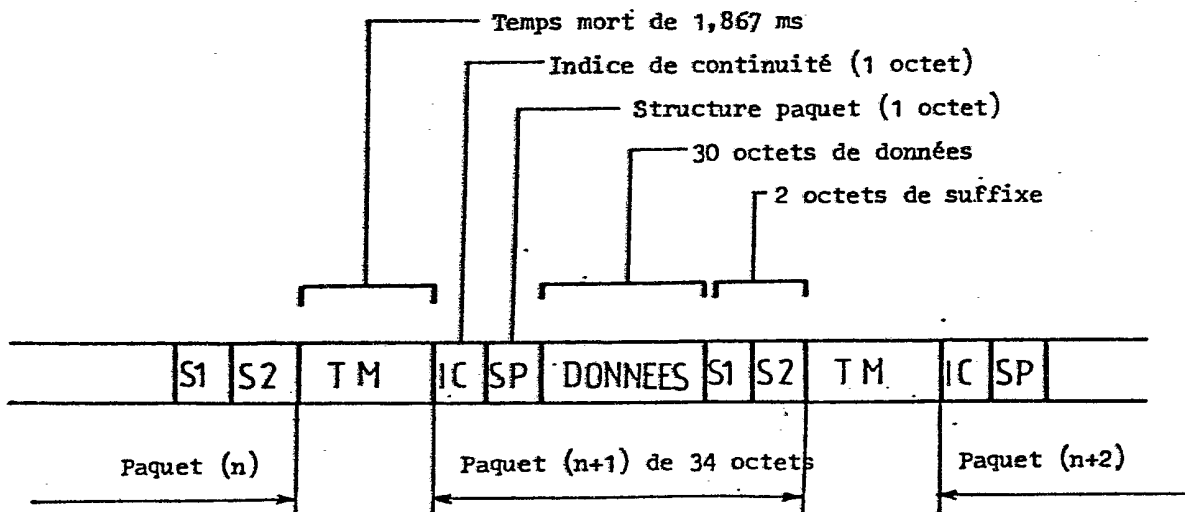 Temps mort de 1,867 ms
Indice de continuité (1 octet)
Structure paquet (1 octet)
30 octets de données
2 octets de suffixe
S1 S2 TM IC SP DONNEES S1 S2 TM IC SP
Paquet (n) Paquet (n+1) de 34 octets Paquet (n+2)